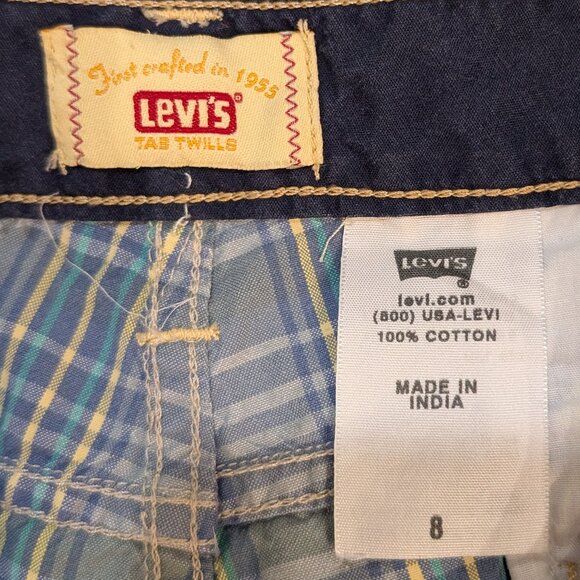 First crafted in 1955
LEVI'S®
TAB TWILLS
LEVI'S
®
levi.com
(800) USA-LEVI
100% COTTON
MADE IN
INDIA
8